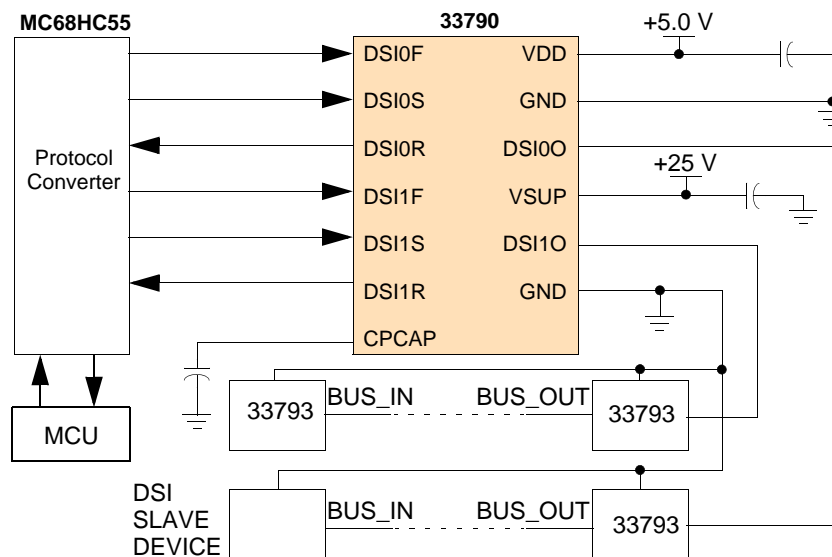 MC68HC55
33790
+5.0 V
DSI0F
VDD
DSI0S
GND
Protocol
Converter
DSI0R
DSI0O
+25 V
DSI1F
VSUP
DSI1S
DSI1O
DSI1R
GND
CPCAP
MCU
33793
BUS_IN
BUS_OUT
33793
DSI
SLAVE
DEVICE
BUS_IN
BUS_OUT
33793